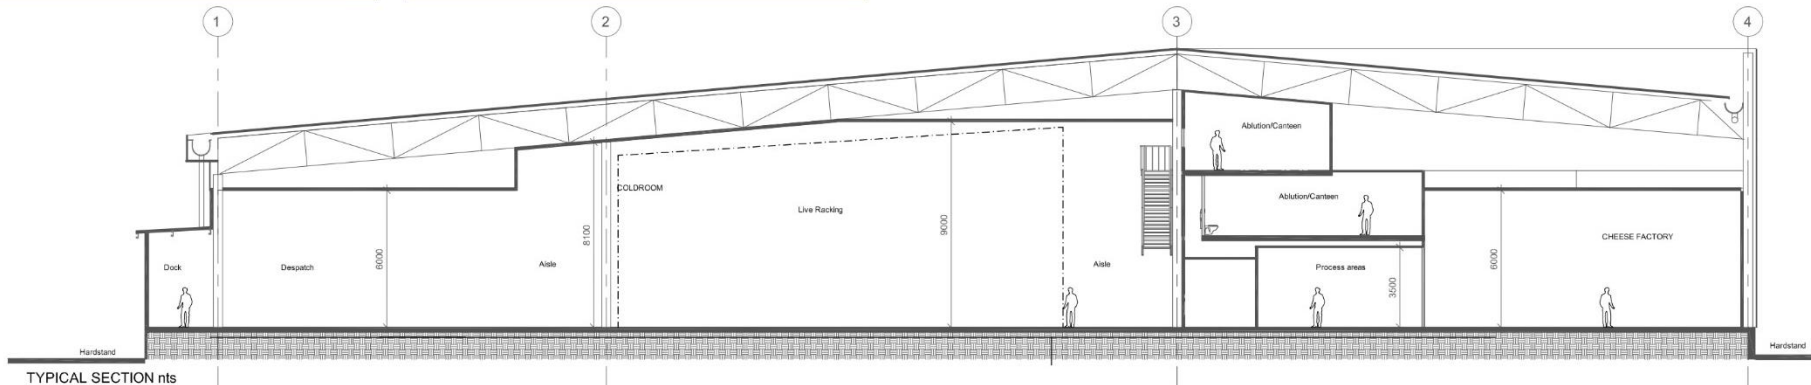 1
2
3
4
Ablution/Canteen
COLDROOM
Live Racking
Ablution/Canteen
8100
9000
CHEESE FACTORY
Dock
Despatch
6000
Aisle
Aisle
Process areas
3500
6000
Hardstand
Hardstand
TYPICAL SECTION nts